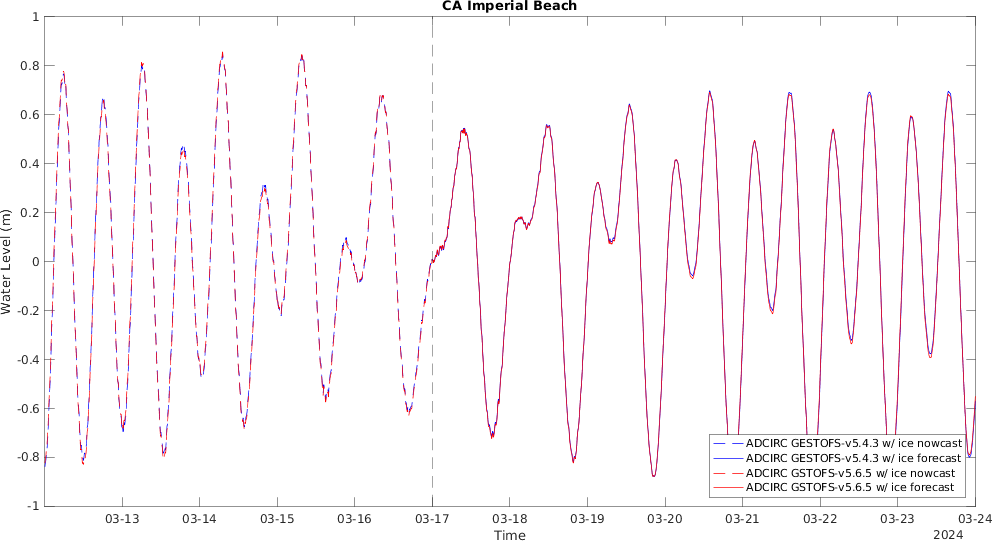 CA Imperial Beach
1
0.8
0.6
0.4
0.2
0
-0.2
-0.4
-0.6
-0.8
-1
Water Level (m)
ADCIRC GESTOFS-v5.4.3 w/ ice nowcast
ADCIRC GESTOFS-v5.4.3 w/ ice forecast
ADCIRC GSTOFS-v5.6.5 w/ ice nowcast
ADCIRC GSTOFS-v5.6.5 w/ ice forecast
03-13 03-14 03-15 03-16 03-17 03-18 03-19 03-20 03-21 03-22 03-23 03-24
Time
2024